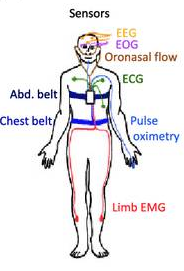 Sensors
EEG
EOG
Oronasal flow
ECG
Abd. belt
Chest belt
Pulse
oximetry
Limb EMG